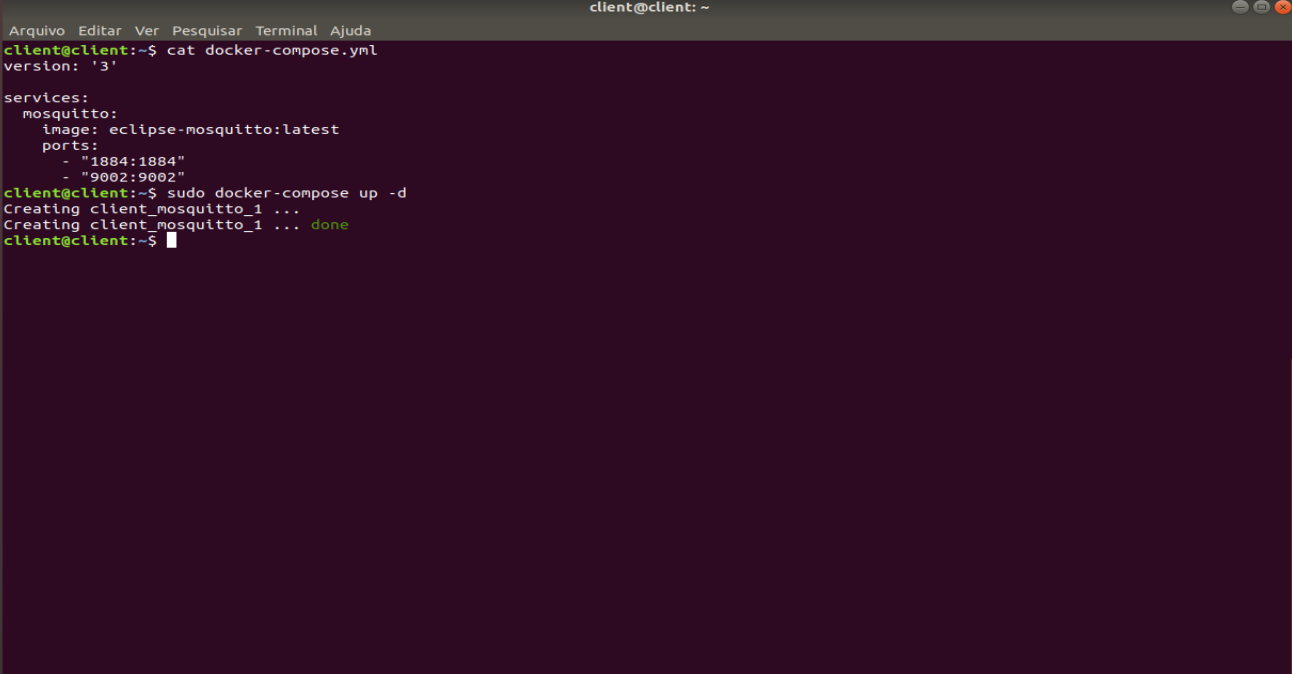 client@client: ~
Arquivo Editar Ver Pesquisar Terminal Ajuda
client@client:~$ cat docker-compose.yml
version: '3'
services:
  mosquitto:
    image: eclipse-mosquitto:latest
    ports:
      - "1884:1884"
      - "9002:9002"
client@client:~$ sudo docker-compose up -d
Creating client_mosquitto_1 ...
Creating client_mosquitto_1 ... done
client@client:~$